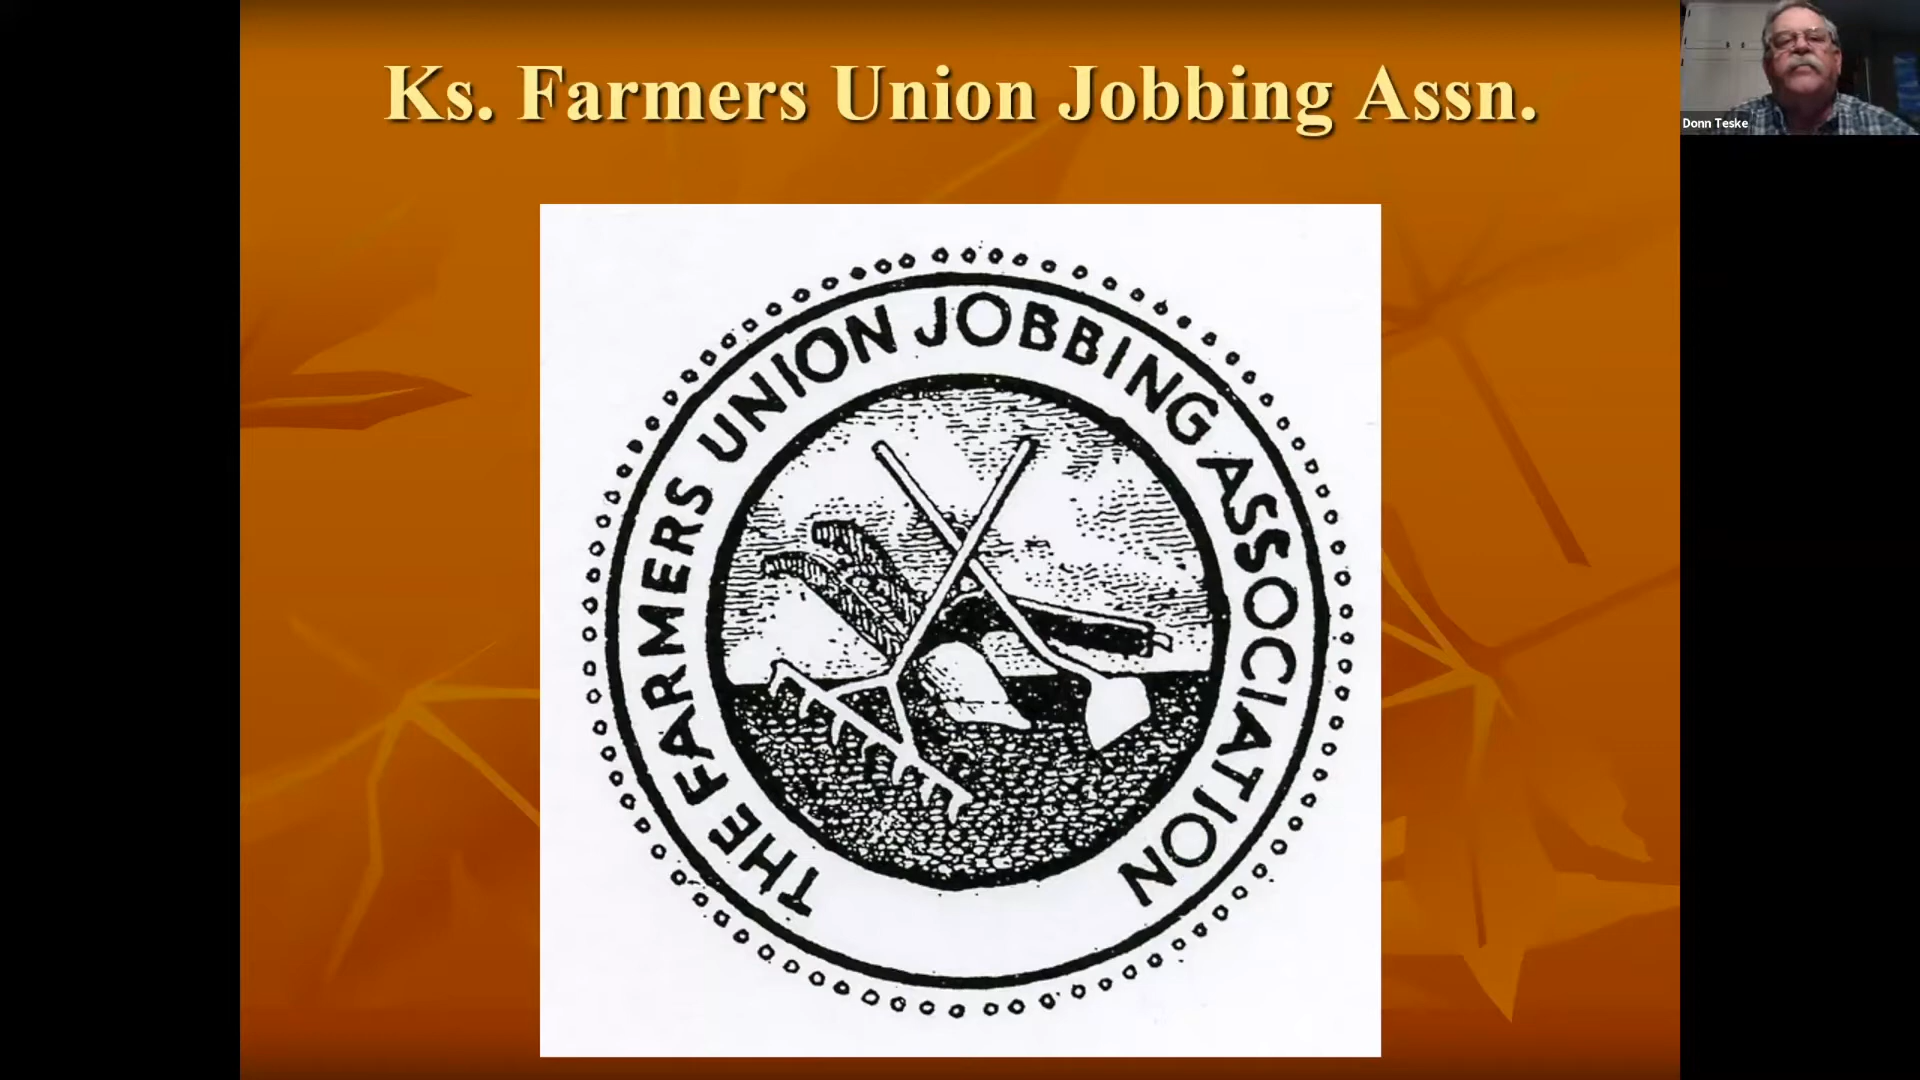 Ks. Farmers Union Jobbing Assn.
Donn Teske
THE FARMERS UNION JOBBING ASSOCIATION